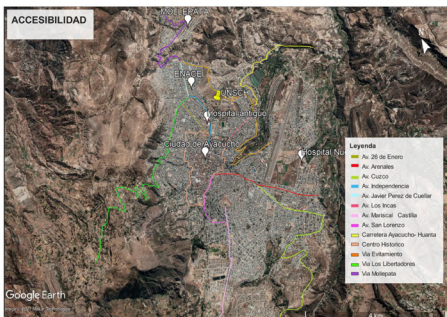 ACCESIBILIDAD
MOLLEPATA
ENACE
UNSCH
Hospital antiguo
Ciudad de Ayacucho
Hospital Nu
Leyenda
Av. 26 de Enero
Av. Arenales
Av. Cuzco
Av. Independencia
Av. Javier Perez de Cuellar
Av. Los Incas
Av. Mariscal Castilla
Av. San Lorenzo
Carretera Ayacucho- Huanta
Centro Historico
Via Evitamiento
Via Los Libertadores
Via Mollepata
Google Earth
4 km